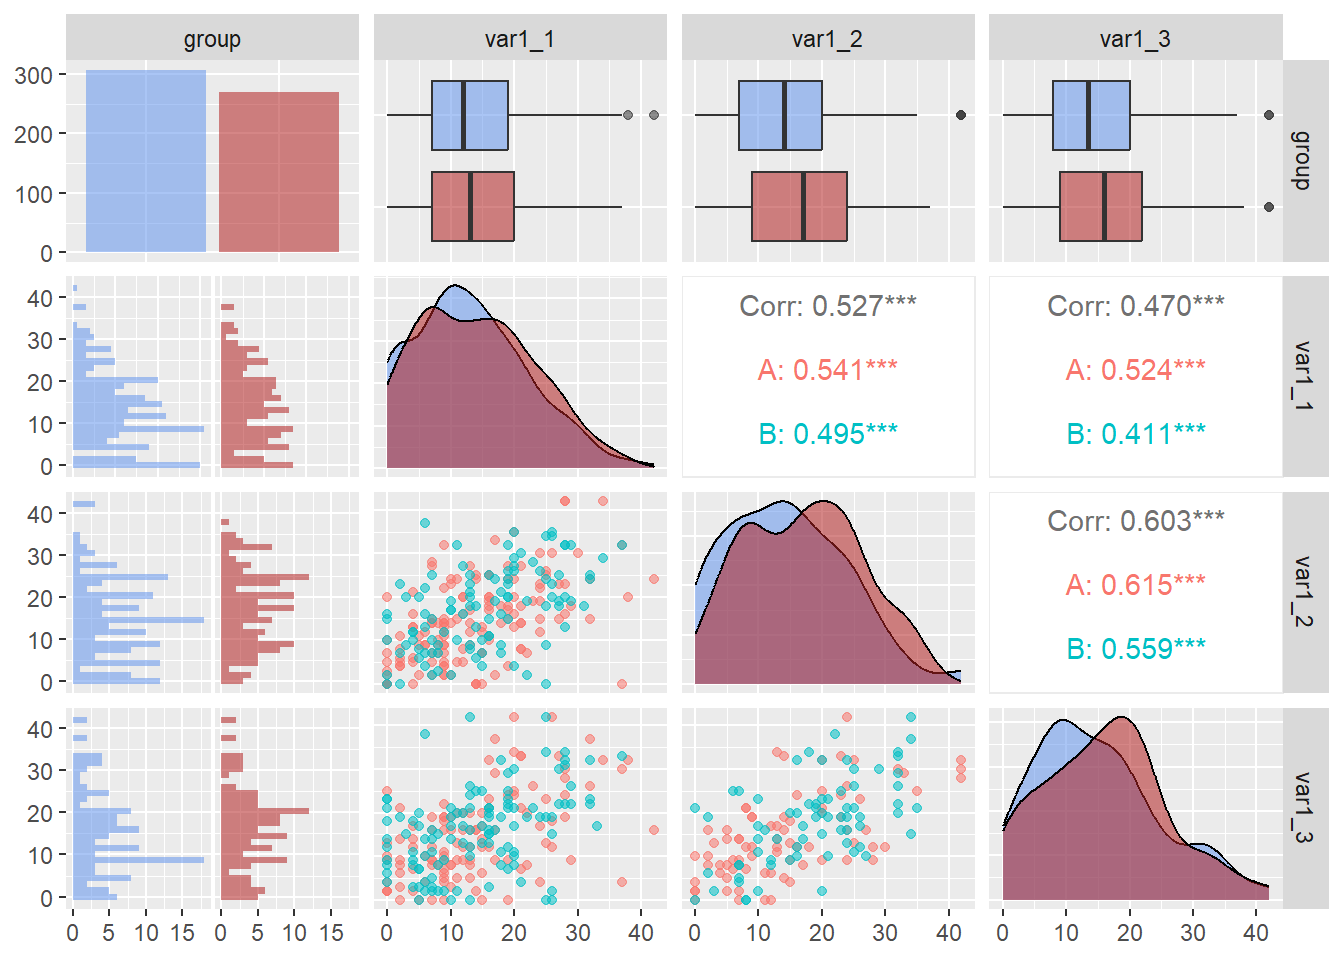 group var1_1 var1_2 var1_3
300
200
100
0
group
40
30
20
10
0
Corr: 0.527***
A: 0.541***
B: 0.495***
Corr: 0.470***
A: 0.524***
B: 0.411***
var1_1
40
30
20
10
0
Corr: 0.603***
A: 0.615***
B: 0.559***
var1_2
40
30
20
10
0
var1_3
0 5 10 15 0 5 10 15 0 10 20 30 40 0 10 20 30 40 0 10 20 30 40